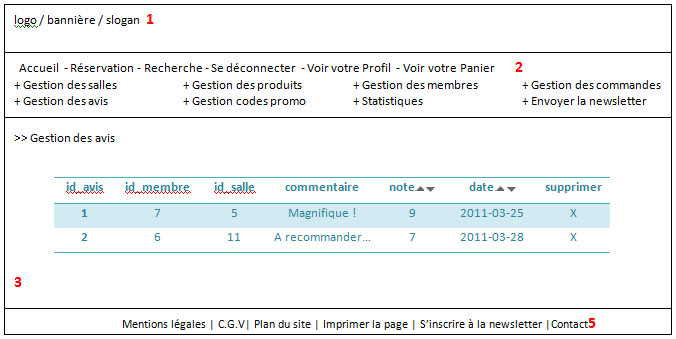 logo / bannière / slogan 1
Accueil - Réservation - Recherche - Se déconnecter - Voir votre Profil - Voir votre Panier 2
+ Gestion des salles + Gestion des produits + Gestion des membres + Gestion des commandes
+ Gestion des avis + Gestion codes promo + Statistiques + Envoyer la newsletter
>> Gestion des avis
id_avis id_membre id_salle commentaire note▲▼ date▲▼ supprimer
1 7 5 Magnifique ! 9 2011-03-25 X
2 6 11 A recommander... 7 2011-03-28 X
3
Mentions légales | C.G.V| Plan du site | Imprimer la page | S’inscrire à la newsletter |Contact5